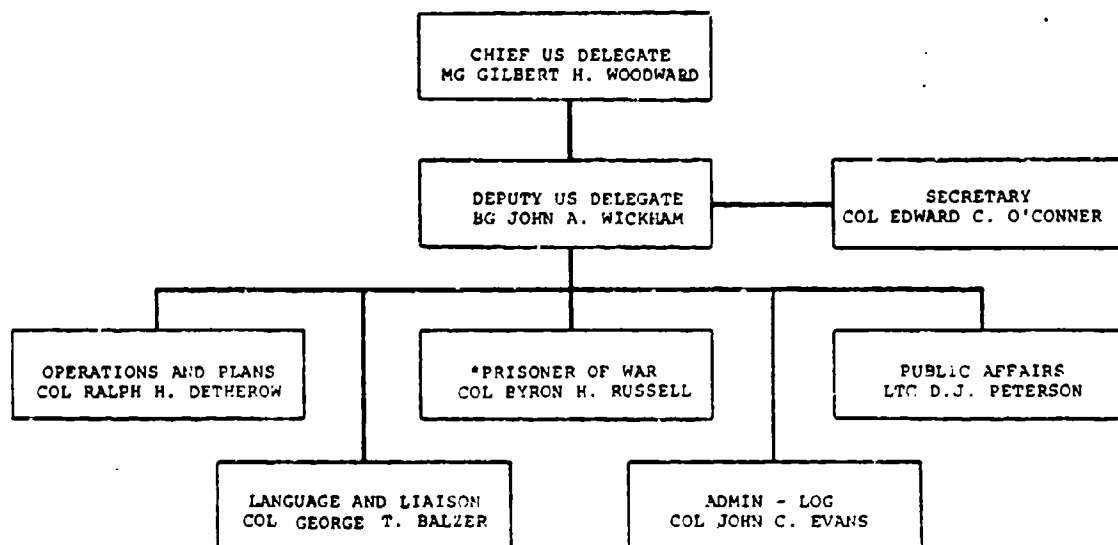 CHIEF US DELEGATE
MG GILBERT H. WOODWARD
DEPUTY US DELEGATE
BG JOHN A. WICKHAM
SECRETARY
COL EDWARD C. O'CONNER
OPERATIONS AND PLANS
COL RALPH H. DETHEROW
*PRISONER OF WAR
COL BYRON H. RUSSELL
PUBLIC AFFAIRS
LTC D.J. PETERSON
LANGUAGE AND LIAISON
COL GEORGE T. BALZER
ADMIN - LOG
COL JOHN C. EVANS